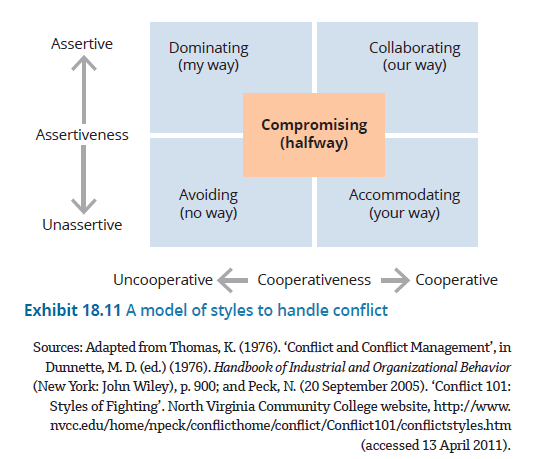 Assertive
Dominating
(my way)
Collaborating
(our way)
Assertiveness
Compromising
(halfway)
Avoiding
(no way)
Accommodating
(your way)
Unassertive
Uncooperative
Cooperativeness
Cooperative
Exhibit 18.11 A model of styles to handle conflict
Sources: Adapted from Thomas, K. (1976). ‘Conflict and Conflict Management’, in
Dunnette, M. D. (ed.) (1976). Handbook of Industrial and Organizational Behavior
(New York: John Wiley), p. 900; and Peck, N. (20 September 2005). ‘Conflict 101:
Styles of Fighting’. North Virginia Community College website, http://www.
nvcc.edu/home/npeck/conflicthome/conflict/Conflict101/conflictstyles.htm
(accessed 13 April 2011).